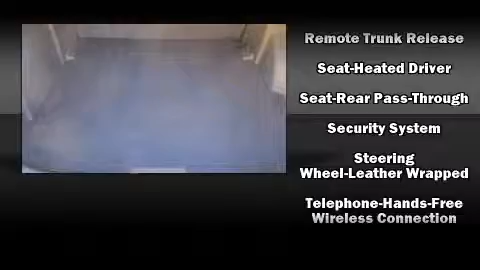 Remote Trunk Release
Seat-Heated Driver
Seat-Rear Pass-Through
Security System
Steering
Wheel-Leather Wrapped
Telephone-Hands-Free
Wireless Connection